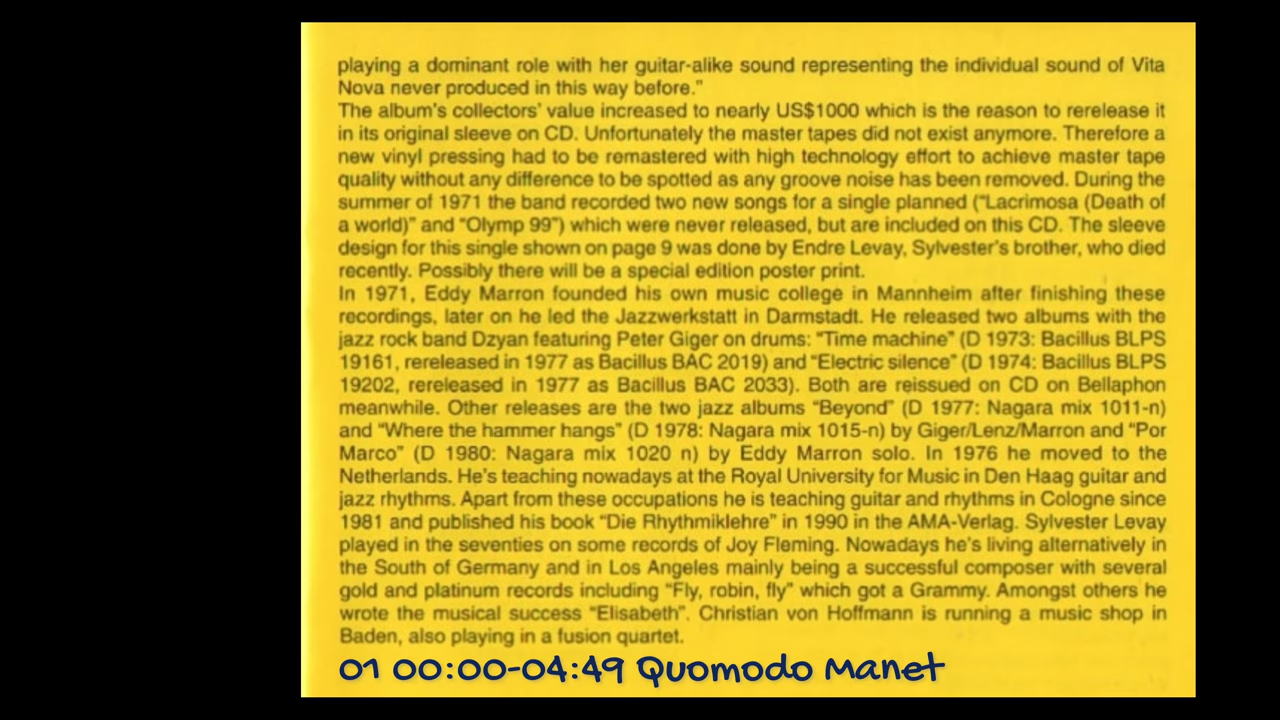 playing a dominant role with her guitar-alike sound representing the individual sound of Vita
Nova never produced in this way before."
The album's collectors' value increased to nearly US$1000 which is the reason to rerelease it
in its original sleeve on CD. Unfortunately the master tapes did not exist anymore. Therefore a
new vinyl pressing had to be remastered with high technology effort to achieve master tape
quality without any difference to be spotted as any groove noise has been removed. During the
summer of 1971 the band recorded two new songs for a single planned ("Lacrimosa (Death of
a world)" and "Olymp 99") which were never released, but are included on this CD. The sleeve
design for this single shown on page 9 was done by Endre Levay, Sylvester's brother, who died
recently. Possibly there will be a special edition poster print.
In 1971, Eddy Marron founded his own music college in Mannheim after finishing these
recordings, later on he led the Jazzwerkstatt in Darmstadt. He released two albums with the
jazz rock band Dzyan featuring Peter Giger on drums: "Time machine" (D 1973: Bacillus BLPS
19161, rereleased in 1977 as Bacillus BAC 2019) and "Electric silence" (D 1974: Bacillus BLPS
19202, rereleased in 1977 as Bacillus BAC 2033). Both are reissued on CD on Bellaphon
meanwhile. Other releases are the two jazz albums "Beyond" (D 1977: Nagara mix 1011-n)
and "Where the hammer hangs" (D 1978: Nagara mix 1015-n) by Giger/Lenz/Marron and "Por
Marco" (D 1980: Nagara mix 1020 n) by Eddy Marron solo. In 1976 he moved to the
Netherlands. He's teaching nowadays at the Royal University for Music in Den Haag guitar and
jazz rhythms. Apart from these occupations he is teaching guitar and rhythms in Cologne since
1981 and published his book "Die Rhythmiklehre" in 1990 in the AMA-Verlag. Sylvester Levay
played in the seventies on some records of Joy Fleming. Nowadays he's living alternatively in
the South of Germany and in Los Angeles mainly being a successful composer with several
gold and platinum records including "Fly, robin, fly" which got a Grammy. Amongst others he
wrote the musical success "Elisabeth". Christian von Hoffmann is running a music shop in
Baden, also playing in a fusion quartet.
01 00:00-04:49 Quomodo Manet